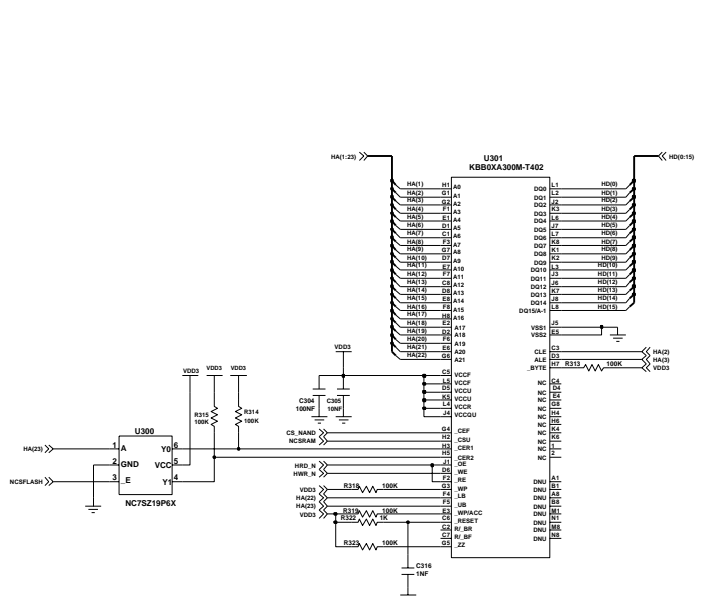 U301
KBB0XA300M-T402
HA(1:23)
HD(0:15)
HA(1) H1 A0
HA(2) G1 A1
HA(3) G2 A2
HA(4) F1 A3
HA(5) E1 A4
HA(6) D1 A5
HA(7) C1 A6
HA(8) F3 A7
HA(9) G7 A8
HA(10) D7 A9
HA(11) E7 A10
HA(12) F7 A11
HA(13) C8 A12
HA(14) D8 A13
HA(15) E8 A14
HA(16) F8 A15
HA(17) H8 A16
HA(18) E2 A17
HA(19) D2 A18
HA(20) F6 A19
HA(21) E6 A20
HA(22) G6 A21
DQ0 L1 HD(0)
DQ1 L2 HD(1)
DQ2 J2 HD(2)
DQ3 K3 HD(3)
DQ4 L6 HD(4)
DQ5 J7 HD(5)
DQ6 L7 HD(6)
DQ7 K8 HD(7)
DQ8 K1 HD(8)
DQ9 K2 HD(9)
DQ10 L3 HD(10)
DQ11 J3 HD(11)
DQ12 J6 HD(12)
DQ13 K7 HD(13)
DQ14 J8 HD(14)
DQ15/A-1 L8 HD(15)
VSS1 J5
VSS2 E5
CLE C3 HA(2)
ALE D3 HA(3)
_BYTE H7 R313 100K VDD3
VDD3
C5 VCCF
L5 VCCF
D5 VCCU
K5 VCCU
L4 VCCR
J4 VCCQU
C304
100NF
C305
10NF
NC C4
NC D4
NC E4
NC G8
NC H4
NC H6
NC K4
NC K6
NC 1
NC 2
VDD3
VDD3
VDD3
R315
100K
R314
100K
U300
HA(23) 1 A
2 GND
NCSFLASH 3 _E
Y0 6
VCC 5
Y1 4
NC7SZ19P6X
CS_NAND G4 _CEF
NCSRAM H2 _CSU
H3 _CER1
H5 _CER2
HRD_N J1 _OE
HWR_N D6 _WE
F2 _RE
VDD3 R318 100K G3 _WP
HA(22) F4 _LB
HA(23) F5 _UB
VDD3 R319 100K E3 _WP/ACC
R322 1K C6 _RESET
C2 R/_BR
C7 R/_BF
R323 100K G5 _ZZ
C316
1NF
DNU A1
DNU B1
DNU A8
DNU B8
DNU M1
DNU N1
DNU M8
DNU N8